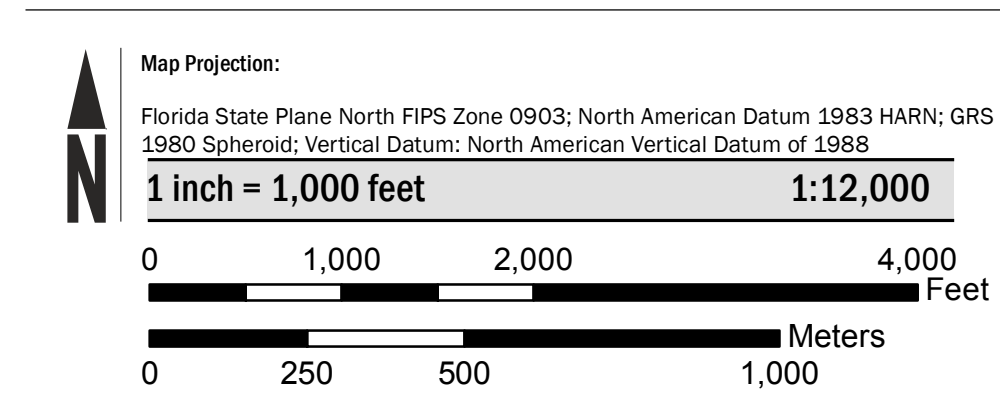 N
Map Projection:
Florida State Plane North FIPS Zone 0903; North American Datum 1983 HARN; GRS
1980 Spheroid; Vertical Datum: North American Vertical Datum of 1988
1 inch = 1,000 feet 1:12,000
0 1,000 2,000 4,000
Feet
Meters
0 250 500 1,000